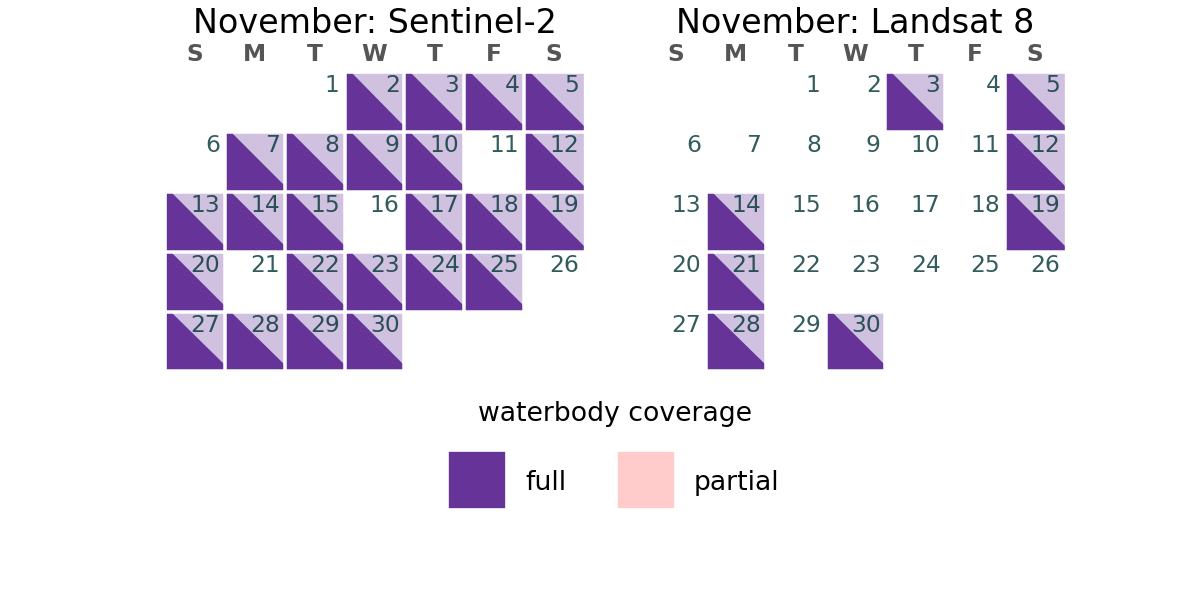 November: Sentinel-2
S M T W T F S
1 2 3 4 5
6 7 8 9 10 11 12
13 14 15 16 17 18 19
20 21 22 23 24 25 26
27 28 29 30
November: Landsat 8
S M T W T F S
1 2 3 4 5
6 7 8 9 10 11 12
13 14 15 16 17 18 19
20 21 22 23 24 25 26
27 28 29 30
waterbody coverage
full partial